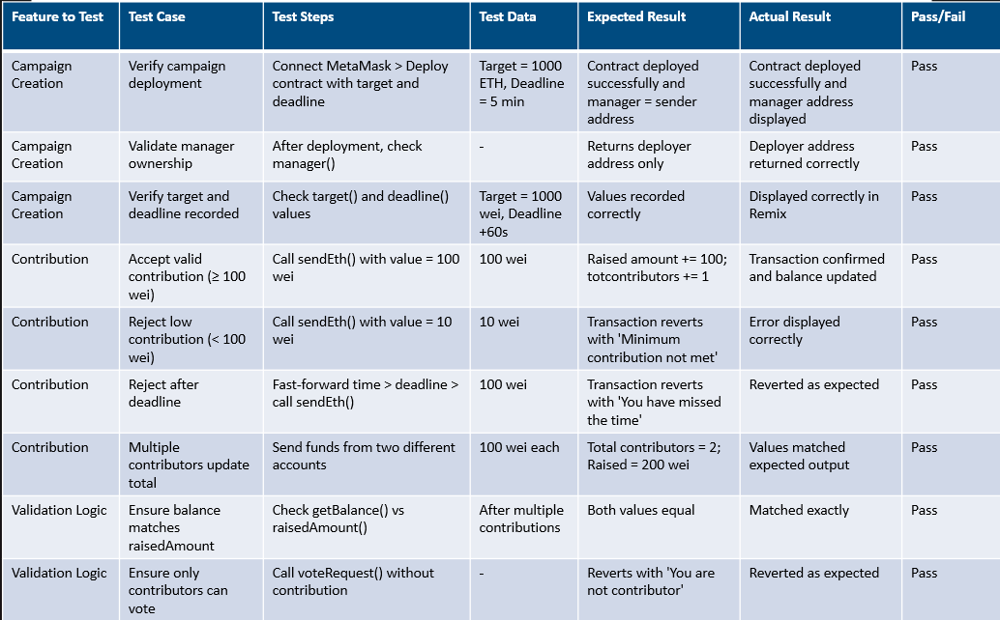 Feature to Test Test Case Test Steps Test Data Expected Result Actual Result Pass/Fail
Campaign Verify campaign Connect MetaMask > Deploy Target = 1000 Contract deployed Contract deployed Pass
Creation deployment contract with target and ETH, Deadline successfully and successfully and
deadline = 5 min manager = sender manager address
address displayed
Campaign Validate manager After deployment, check - Returns deployer Deployer address Pass
Creation ownership manager() address only returned correctly
Campaign Verify target and Check target() and deadline() Target = 1000 Values recorded Displayed correctly in Pass
Creation deadline recorded values wei, Deadline correctly Remix
+60s
Contribution Accept valid Call sendEth() with value = 100 100 wei Raised amount += 100; Transaction confirmed Pass
contribution (≥ 100 wei totcontributors += 1 and balance updated
wei)
Contribution Reject low Call sendEth() with value = 10 10 wei Transaction reverts Error displayed Pass
contribution (< 100 wei with 'Minimum correctly
wei) contribution not met'
Contribution Reject after Fast-forward time > deadline > 100 wei Transaction reverts Reverted as expected Pass
deadline call sendEth() with 'You have missed
the time'
Contribution Multiple Send funds from two different 100 wei each Total contributors = 2; Values matched Pass
contributors update accounts Raised = 200 wei expected output
total
Validation Logic Ensure balance Check getBalance() vs After multiple Both values equal Matched exactly Pass
matches raisedAmount() contributions
raisedAmount
Validation Logic Ensure only Call voteRequest() without - Reverts with 'You are Reverted as expected Pass
contributors can contribution not contributor'
vote